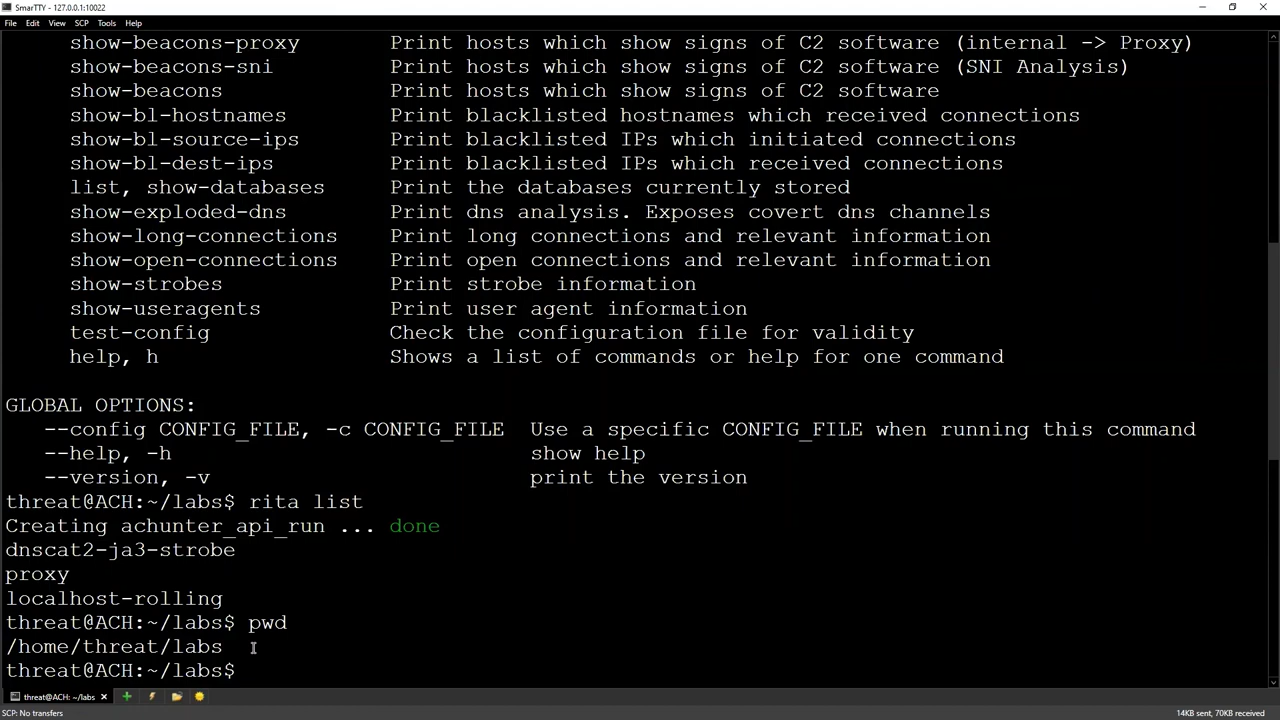 SmarTTY - 127.0.0.1:10022
File Edit View SCP Tools Help
show-beacons-proxy Print hosts which show signs of C2 software (internal -> Proxy)
show-beacons-sni Print hosts which show signs of C2 software (SNI Analysis)
show-beacons Print hosts which show signs of C2 software
show-bl-hostnames Print blacklisted hostnames which received connections
show-bl-source-ips Print blacklisted IPs which initiated connections
show-bl-dest-ips Print blacklisted IPs which received connections
list, show-databases Print the databases currently stored
show-exploded-dns Print dns analysis. Exposes covert dns channels
show-long-connections Print long connections and relevant information
show-open-connections Print open connections and relevant information
show-strobes Print strobe information
show-useragents Print user agent information
test-config Check the configuration file for validity
help, h Shows a list of commands or help for one command
GLOBAL OPTIONS:
--config CONFIG_FILE, -c CONFIG_FILE Use a specific CONFIG_FILE when running this command
--help, -h show help
--version, -v print the version
threat@ACH:~/labs$ rita list
Creating achunter_api_run ... done
dnscat2-ja3-strobe
proxy
localhost-rolling
threat@ACH:~/labs$ pwd
/home/threat/labs
threat@ACH:~/labs$
threat@ACH: ~/labs
SCP: No transfers 14KB sent, 70KB received